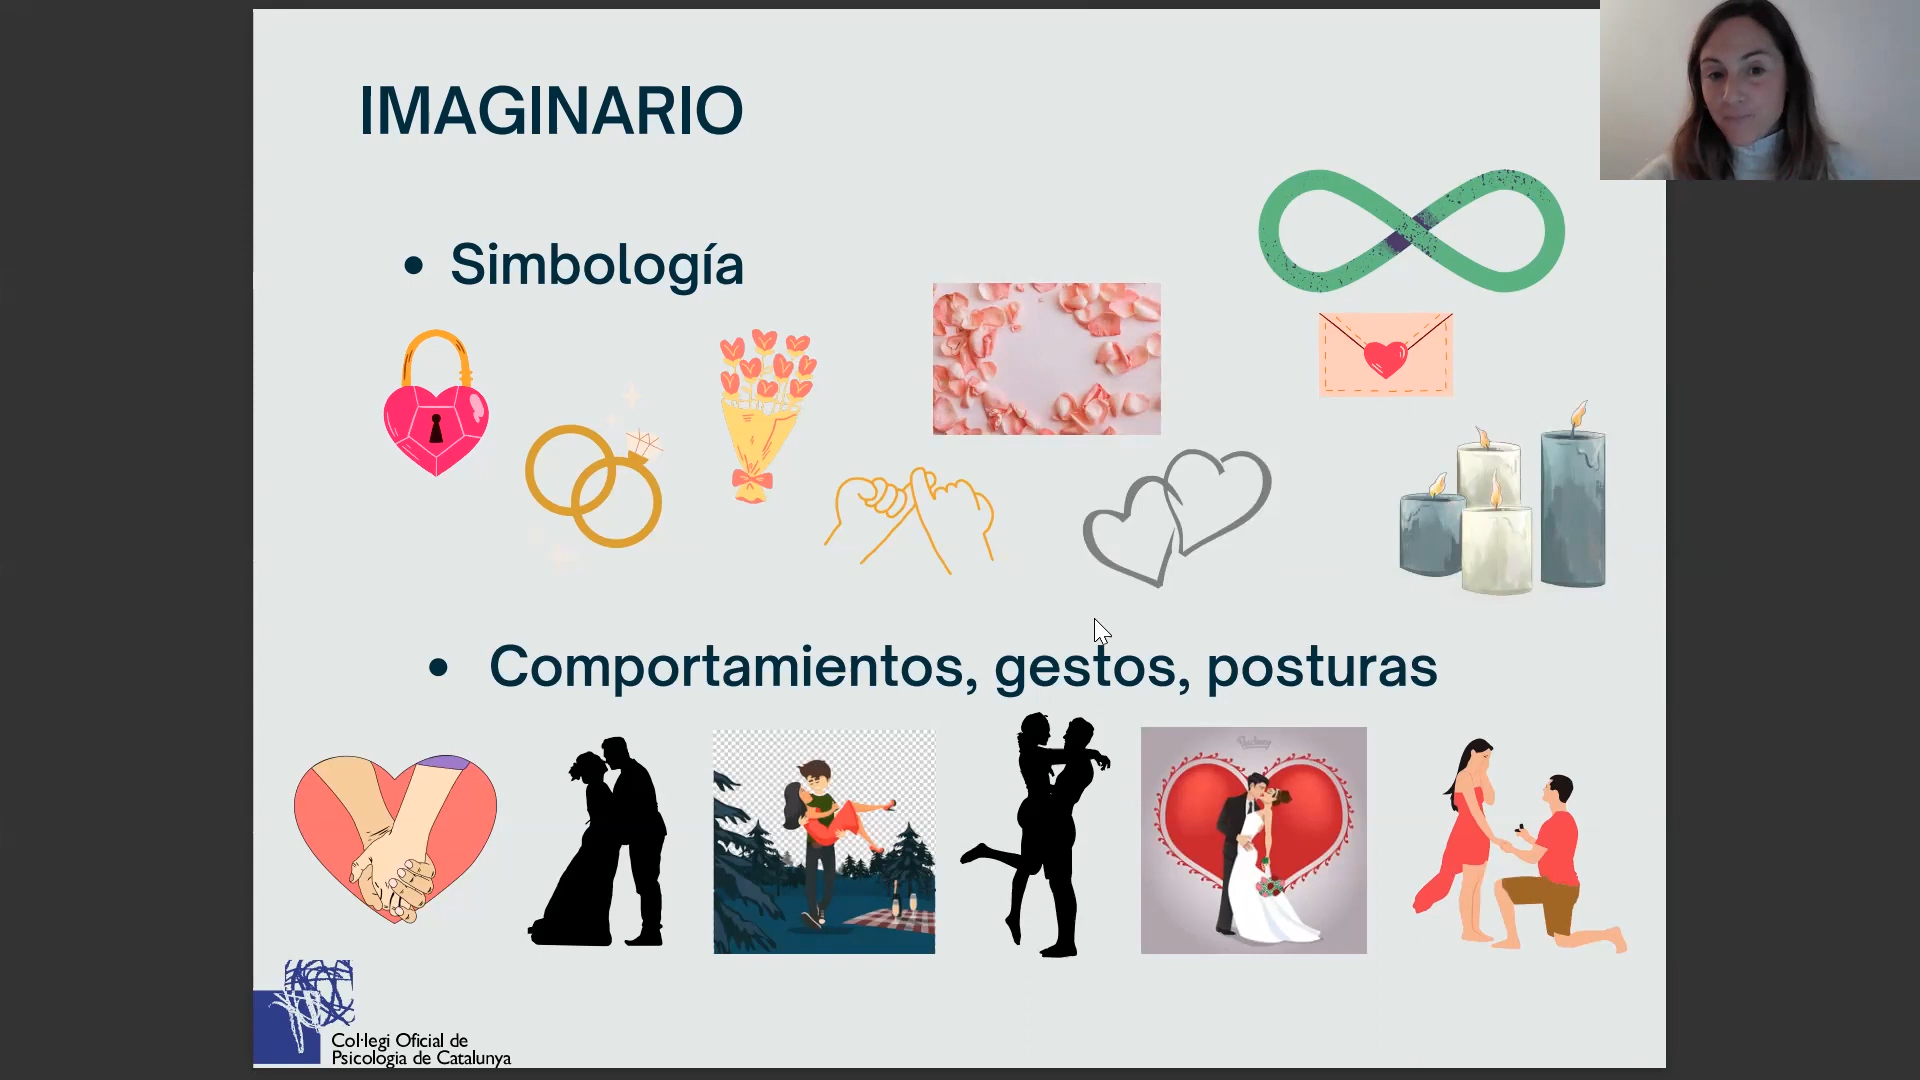 IMAGINARIO
• Simbología
• Comportamientos, gestos, posturas
Col·legi Oficial de
Psicologia de Catalunya